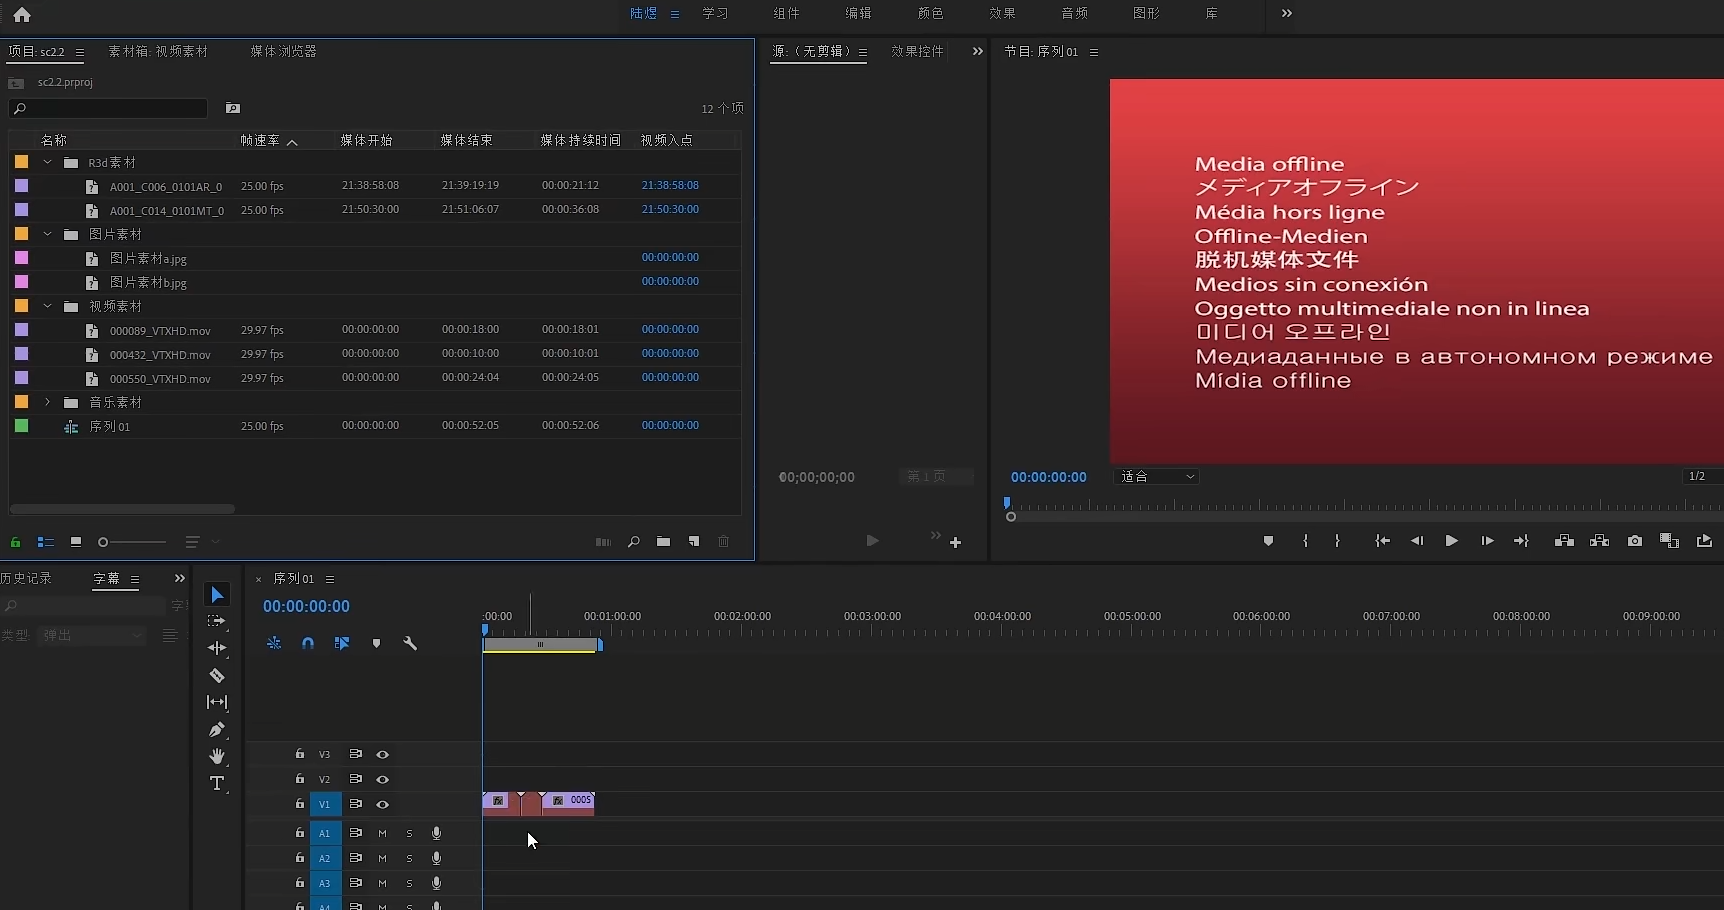 陆煜 学习 组件 编辑 颜色 效果 音频 图形 库
项目: sc2.2 素材箱: 视频素材 媒体浏览器
sc2.2.prproj
12 个项
名称 帧速率 媒体开始 媒体结束 媒体持续时间 视频入点
R3d素材
A001_C006_0101AR_0 25.00 fps 21:38:58:08 21:39:19:19 00:00:21:12 21:38:58:08
A001_C014_0101MT_0 25.00 fps 21:50:30:00 21:51:06:07 00:00:36:08 21:50:30:00
图片素材
图片素材a.jpg 00:00:00:00
图片素材b.jpg 00:00:00:00
视频素材
000089_VTXHD.mov 29.97 fps 00:00:00:00 00:00:18:00 00:00:18:01 00:00:00:00
000432_VTXHD.mov 29.97 fps 00:00:00:00 00:00:10:00 00:00:10:01 00:00:00:00
000550_VTXHD.mov 29.97 fps 00:00:00:00 00:00:24:04 00:00:24:05 00:00:00:00
音乐素材
序列 01 25.00 fps 00:00:00:00 00:00:52:05 00:00:52:06 00:00:00:00
源:（无剪辑） 效果控件
00;00;00;00 第 1 页
节目: 序列 01
Media offline
メディアオフライン
Média hors ligne
Offline-Medien
脱机媒体文件
Medios sin conexión
Oggetto multimediale non in linea
미디어 오프라인
Медиаданные в автономном режиме
Mídia offline
00:00:00:00 适合 1/2
历史记录 字幕
字
类型: 弹出
× 序列 01
00:00:00:00
:00:00 00:01:00:00 00:02:00:00 00:03:00:00 00:04:00:00 00:05:00:00 00:06:00:00 00:07:00:00 00:08:00:00 00:09:00:00
V3
V2
V1 fx fx 0005
A1 M S
A2 M S
A3 M S
A4 M S